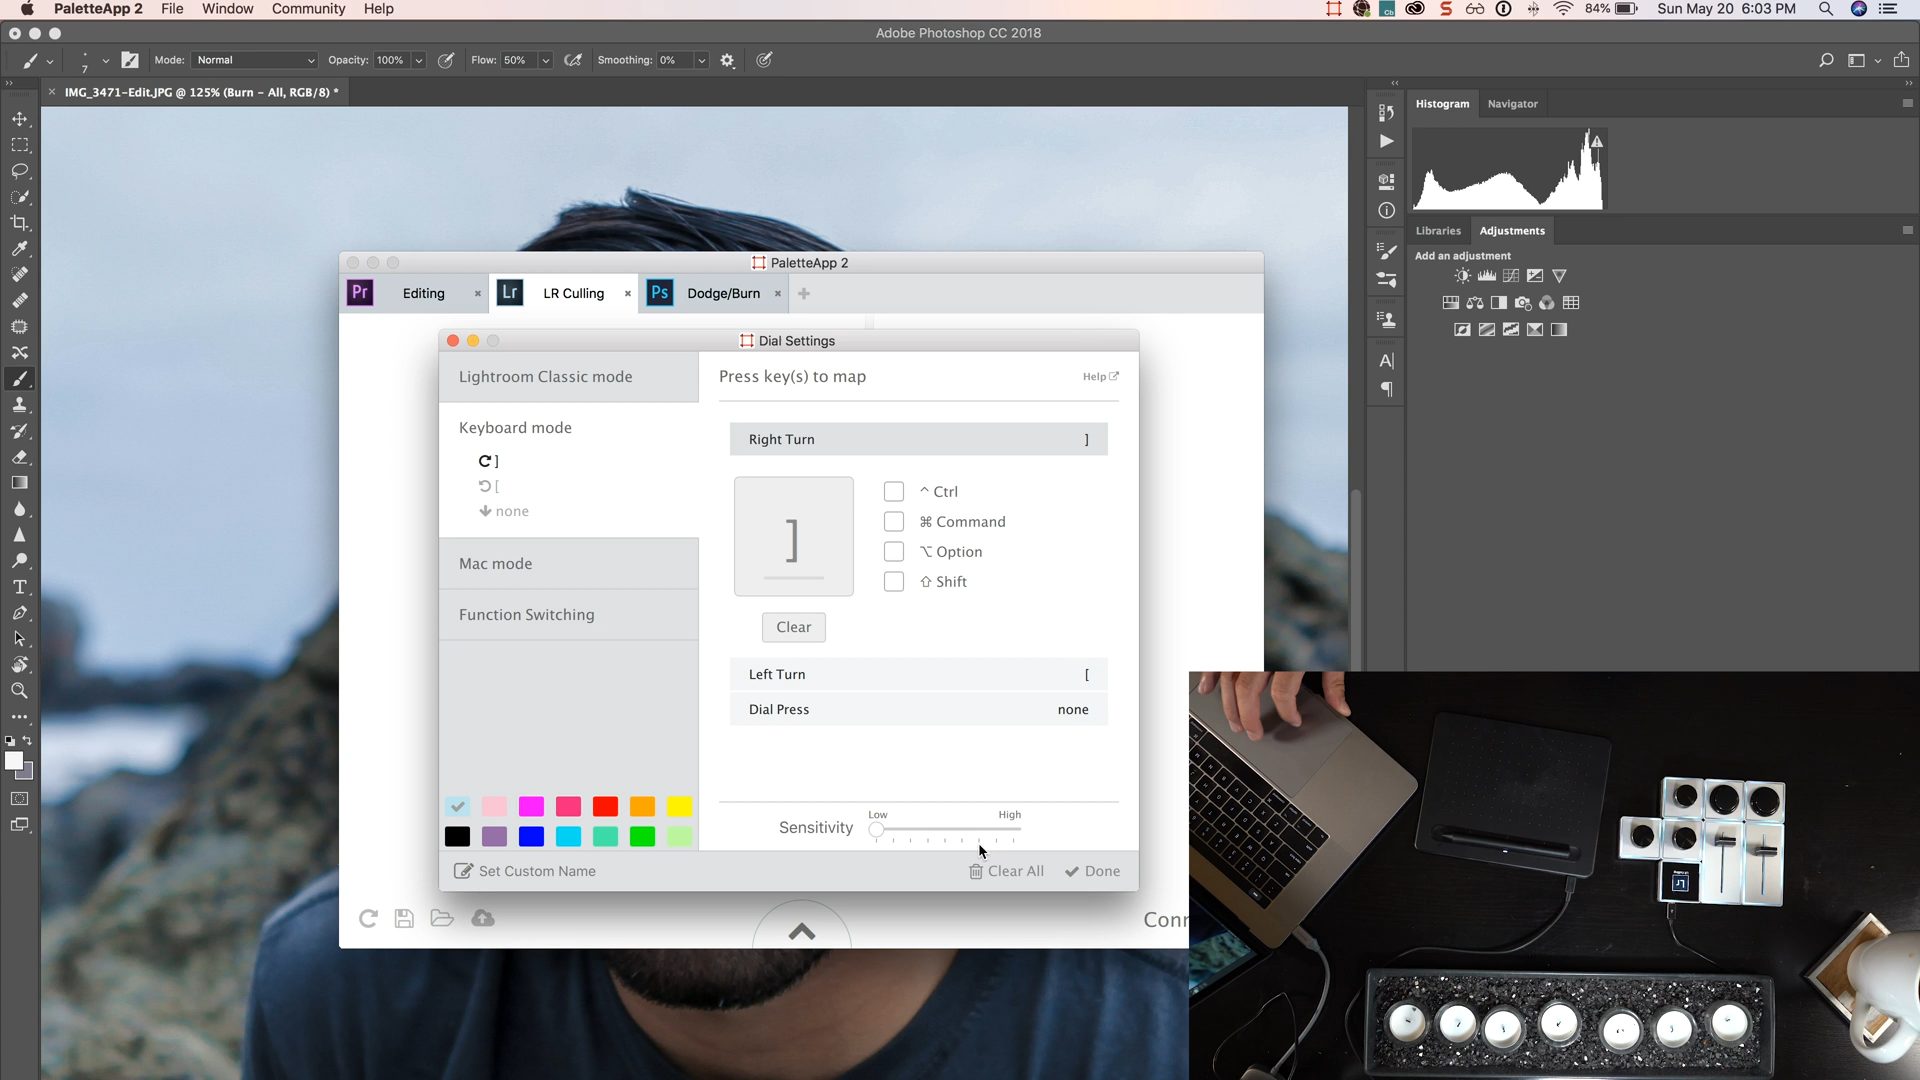 PaletteApp 2 File Window Community Help
84% Sun May 20 6:03 PM
Adobe Photoshop CC 2018
7 Mode: Normal Opacity: 100% Flow: 50% Smoothing: 0%
IMG_3471-Edit.JPG @ 125% (Burn - All, RGB/8) *
Histogram Navigator
Libraries Adjustments
Add an adjustment
PaletteApp 2
Pr Editing Lr LR Culling Ps Dodge/Burn
Dial Settings
Lightroom Classic mode
Press key(s) to map
Help
Keyboard mode
]
[
none
Mac mode
Function Switching
Right Turn ]
]
^ Ctrl
⌘ Command
⌥ Option
⇧ Shift
Clear
Left Turn [
Dial Press none
Low High
Sensitivity
Set Custom Name
Clear All
Done
Conn
Lr